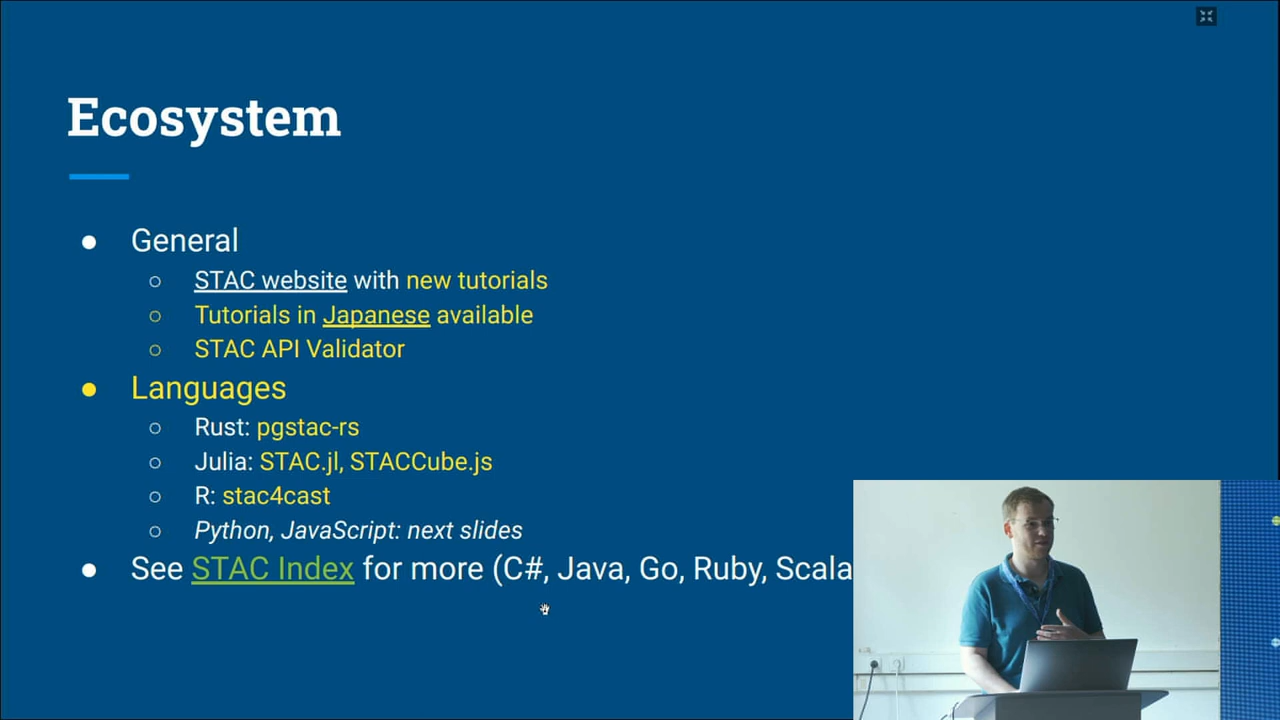 Ecosystem
● General
○ STAC website with new tutorials
○ Tutorials in Japanese available
○ STAC API Validator
● Languages
○ Rust: pgstac-rs
○ Julia: STAC.jl, STACCube.js
○ R: stac4cast
○ Python, JavaScript: next slides
● See STAC Index for more (C#, Java, Go, Ruby, Scala